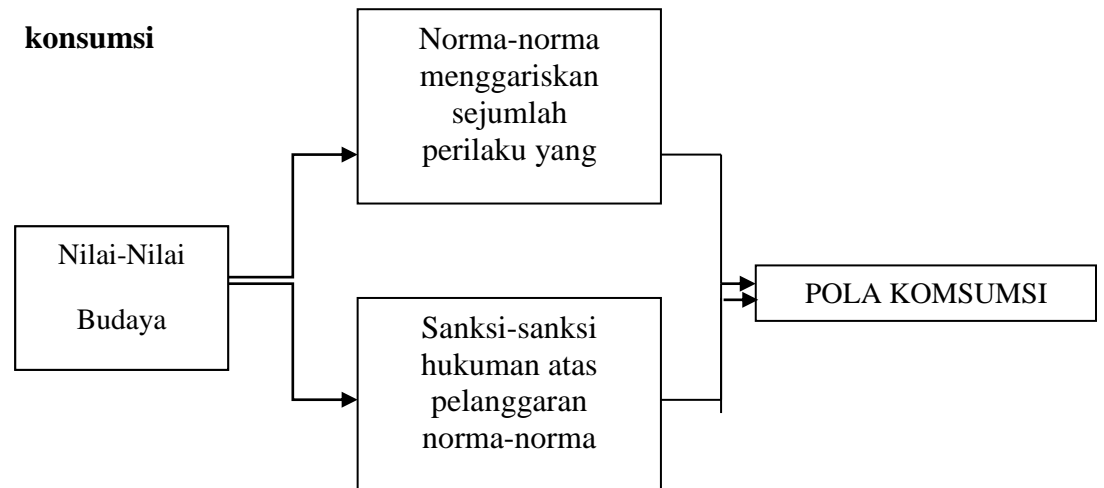 konsumsi
Norma-norma
menggariskan
sejumlah
perilaku yang
Nilai-Nilai
Budaya
Sanksi-sanksi
hukuman atas
pelanggaran
norma-norma
POLA KOMSUMSI